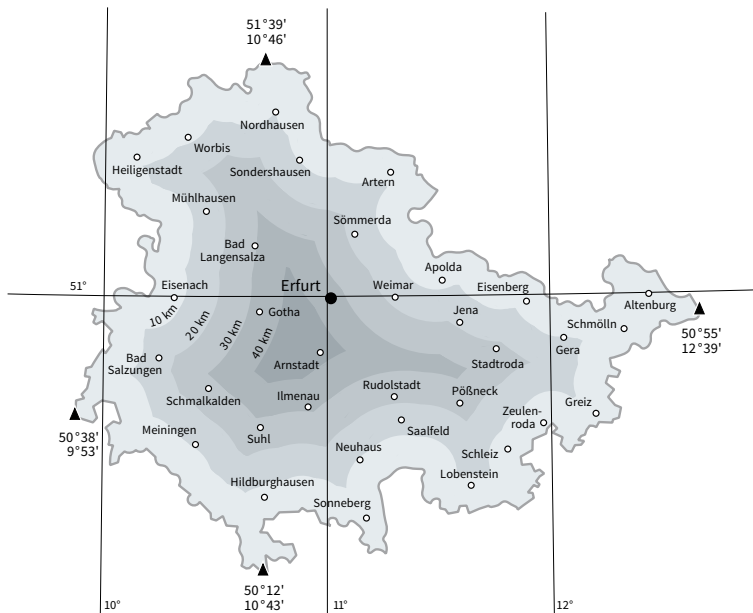 51°39'
10°46'
Nordhausen
Worbis
Heiligenstadt
Sondershausen
Artern
Mühlhausen
Sömmerda
Bad
Langensalza
Apolda
51°
Eisenach
Erfurt
Weimar
Eisenberg
Altenburg
10 km
20 km
30 km
40 km
Gotha
Jena
Schmölln
50°55'
12°39'
Gera
Bad
Salzungen
Arnstadt
Stadtroda
Rudolstadt
Pößneck
Schmalkalden
Ilmenau
Greiz
Zeulen-
roda
50°38'
9°53'
Meiningen
Suhl
Saalfeld
Neuhaus
Schleiz
Lobenstein
Hildburghausen
Sonneberg
50°12'
10°43'
10°
11°
12°